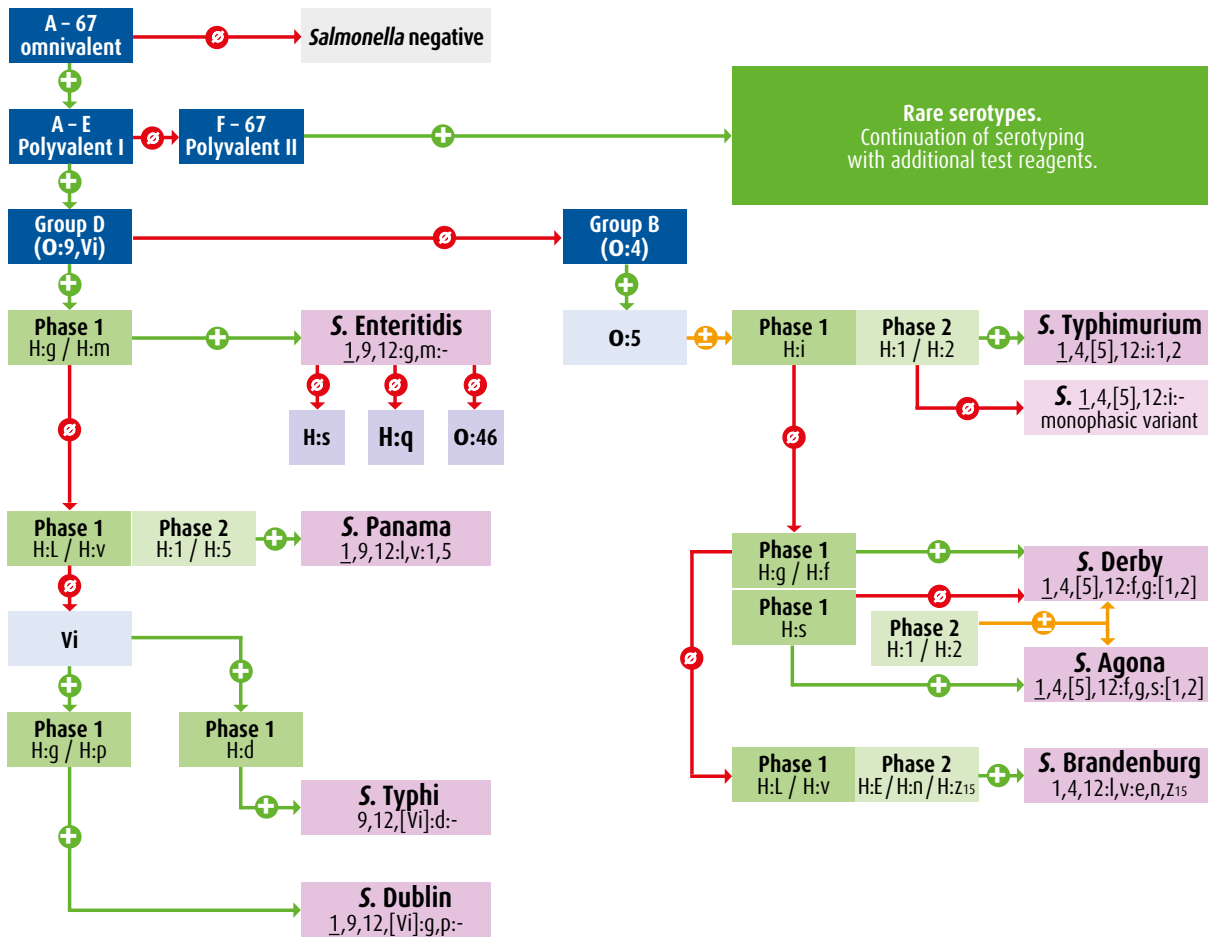 A – 67
omnivalent
Salmonella negative
A – E
Polyvalent I
F – 67
Polyvalent II
Rare serotypes.
Continuation of serotyping
with additional test reagents.
Group D
(O:9,Vi)
Group B
(O:4)
Phase 1
H:g / H:m
S. Enteritidis
1,9,12:g,m:-
O:5
Phase 1
H:i
Phase 2
H:1 / H:2
S. Typhimurium
1,4,[5],12:i:1,2
S. 1,4,[5],12:i:-
monophasic variant
H:s
H:q
O:46
Phase 1
H:L / H:v
Phase 2
H:1 / H:5
S. Panama
1,9,12:l,v:1,5
Phase 1
H:g / H:f
S. Derby
1,4,[5],12:f,g:[1,2]
Phase 1
H:s
Phase 2
H:1 / H:2
Vi
S. Agona
1,4,[5],12:f,g,s:[1,2]
Phase 1
H:g / H:p
Phase 1
H:d
Phase 1
H:L / H:v
Phase 2
H:E / H:n / H:z15
S. Brandenburg
1,4,12:l,v:e,n,z15
S. Typhi
9,12,[Vi]:d:-
S. Dublin
1,9,12,[Vi]:g,p:-